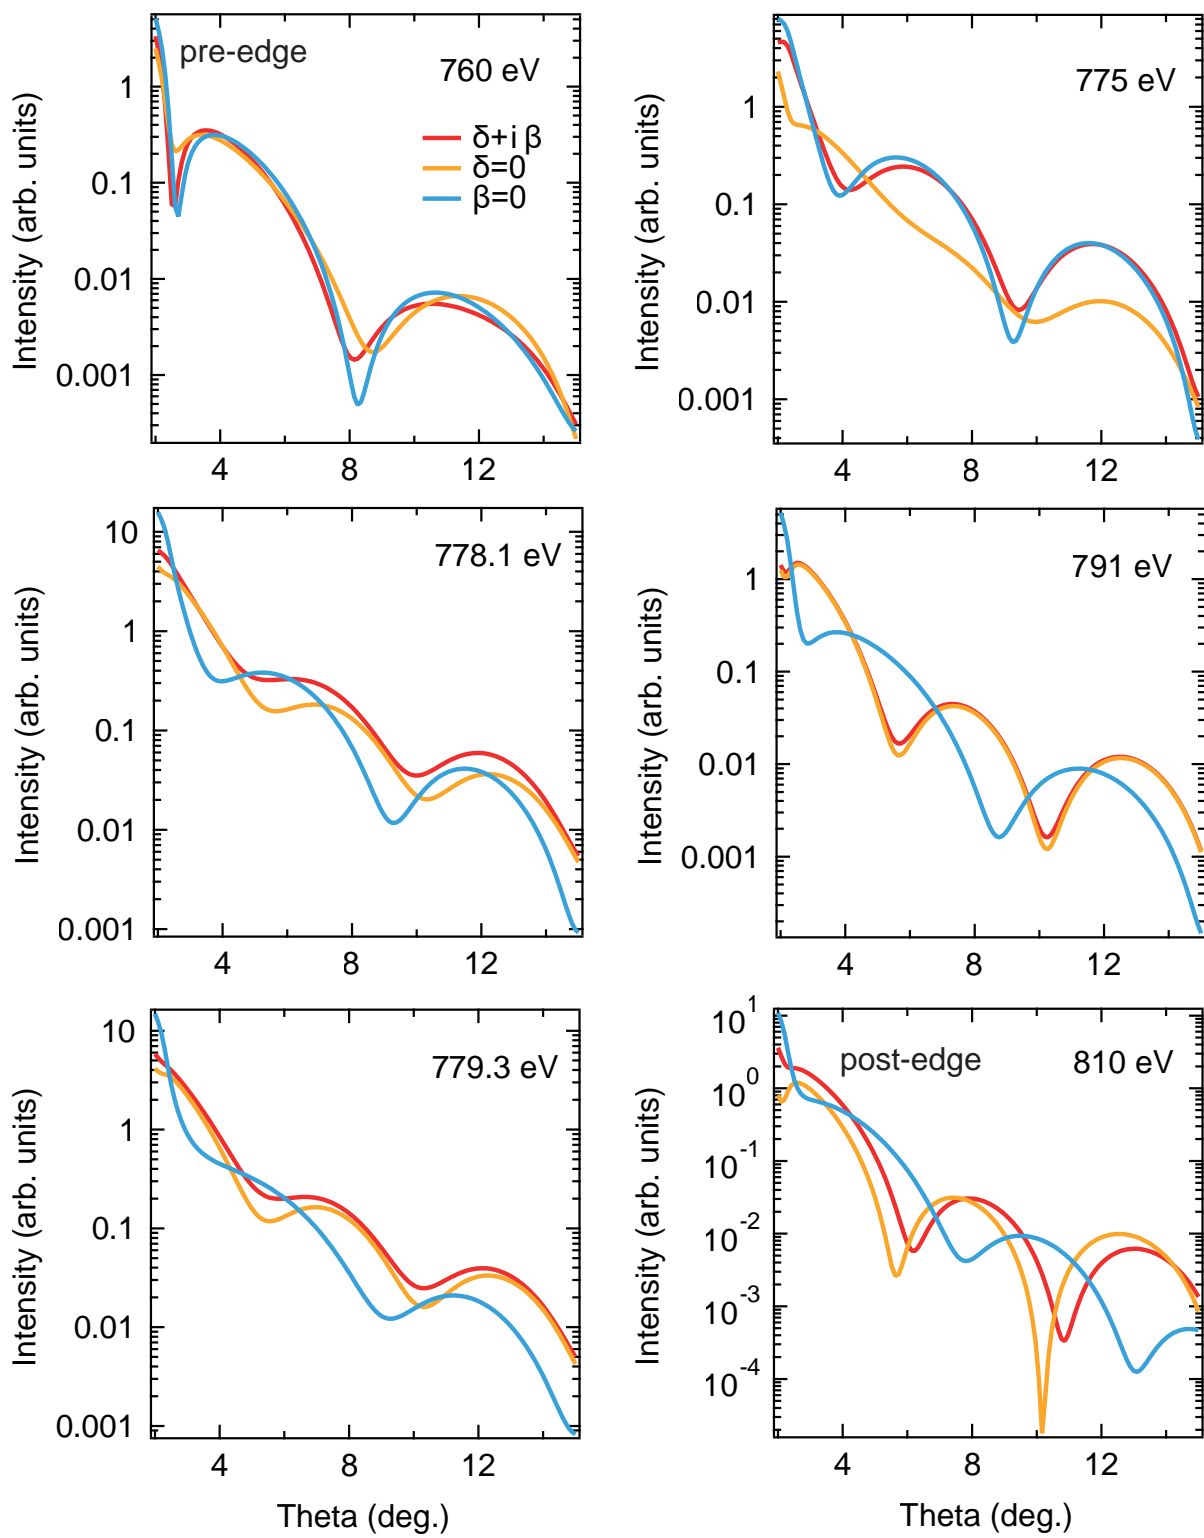 pre-edge
760 eV
δ+i β
δ=0
β=0
1
0.1
0.01
0.001
Intensity (arb. units)
4
8
12
775 eV
1
0.1
0.01
0.001
Intensity (arb. units)
4
8
12
778.1 eV
10
1
0.1
0.01
0.001
Intensity (arb. units)
4
8
12
791 eV
1
0.1
0.01
0.001
Intensity (arb. units)
4
8
12
779.3 eV
10
1
0.1
0.01
0.001
Intensity (arb. units)
4
8
12
Theta (deg.)
post-edge
810 eV
10^1
10^0
10^-1
10^-2
10^-3
10^-4
Intensity (arb. units)
4
8
12
Theta (deg.)